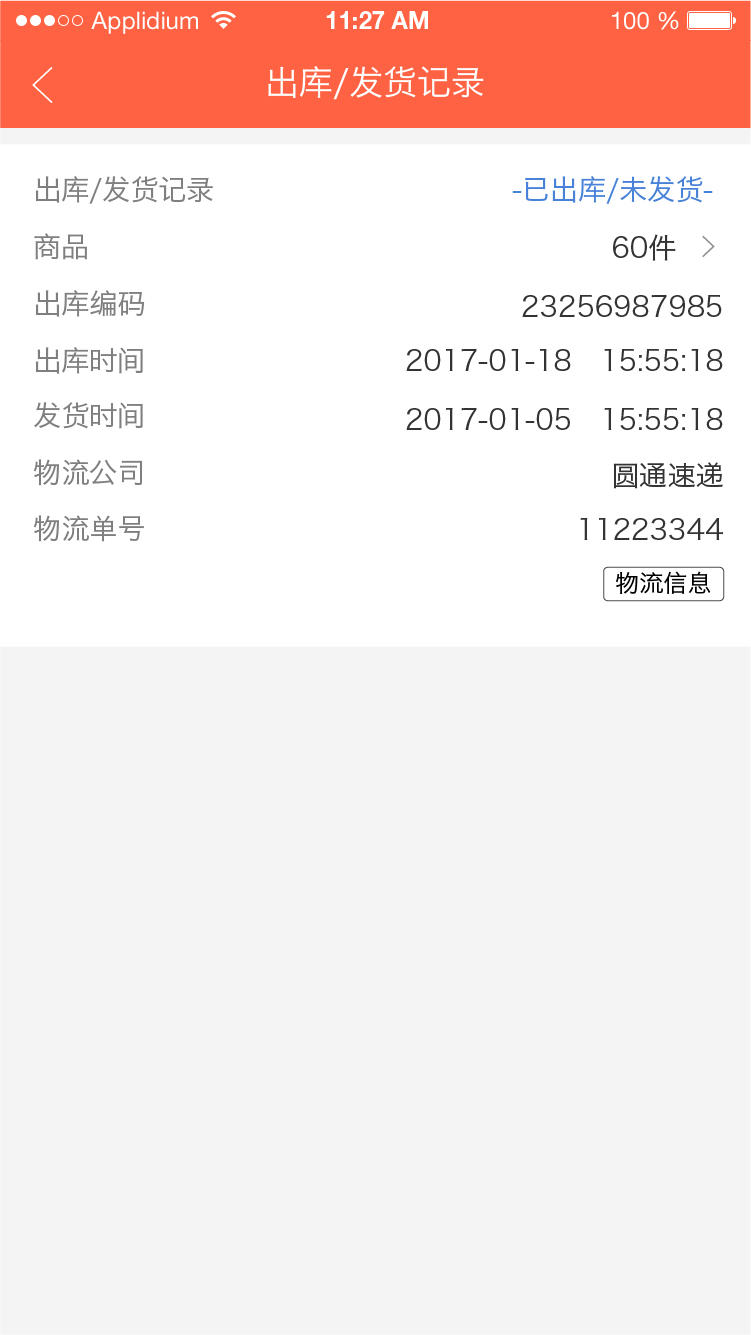 Applidium 11:27 AM 100 %
出库/发货记录
出库/发货记录 -已出库/未发货-
商品 60件
出库编码 23256987985
出库时间 2017-01-18 15:55:18
发货时间 2017-01-05 15:55:18
物流公司 圆通速递
物流单号 11223344
物流信息